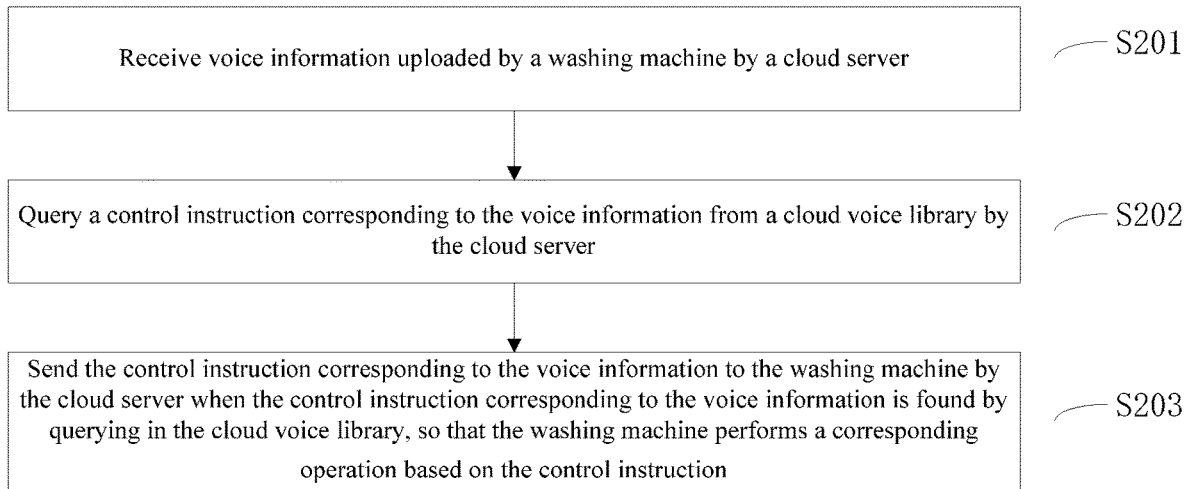 Receive voice information uploaded by a washing machine by a cloud server
S201
Query a control instruction corresponding to the voice information from a cloud voice library by
the cloud server
S202
Send the control instruction corresponding to the voice information to the washing machine by
the cloud server when the control instruction corresponding to the voice information is found by
querying in the cloud voice library, so that the washing machine performs a corresponding
operation based on the control instruction
S203